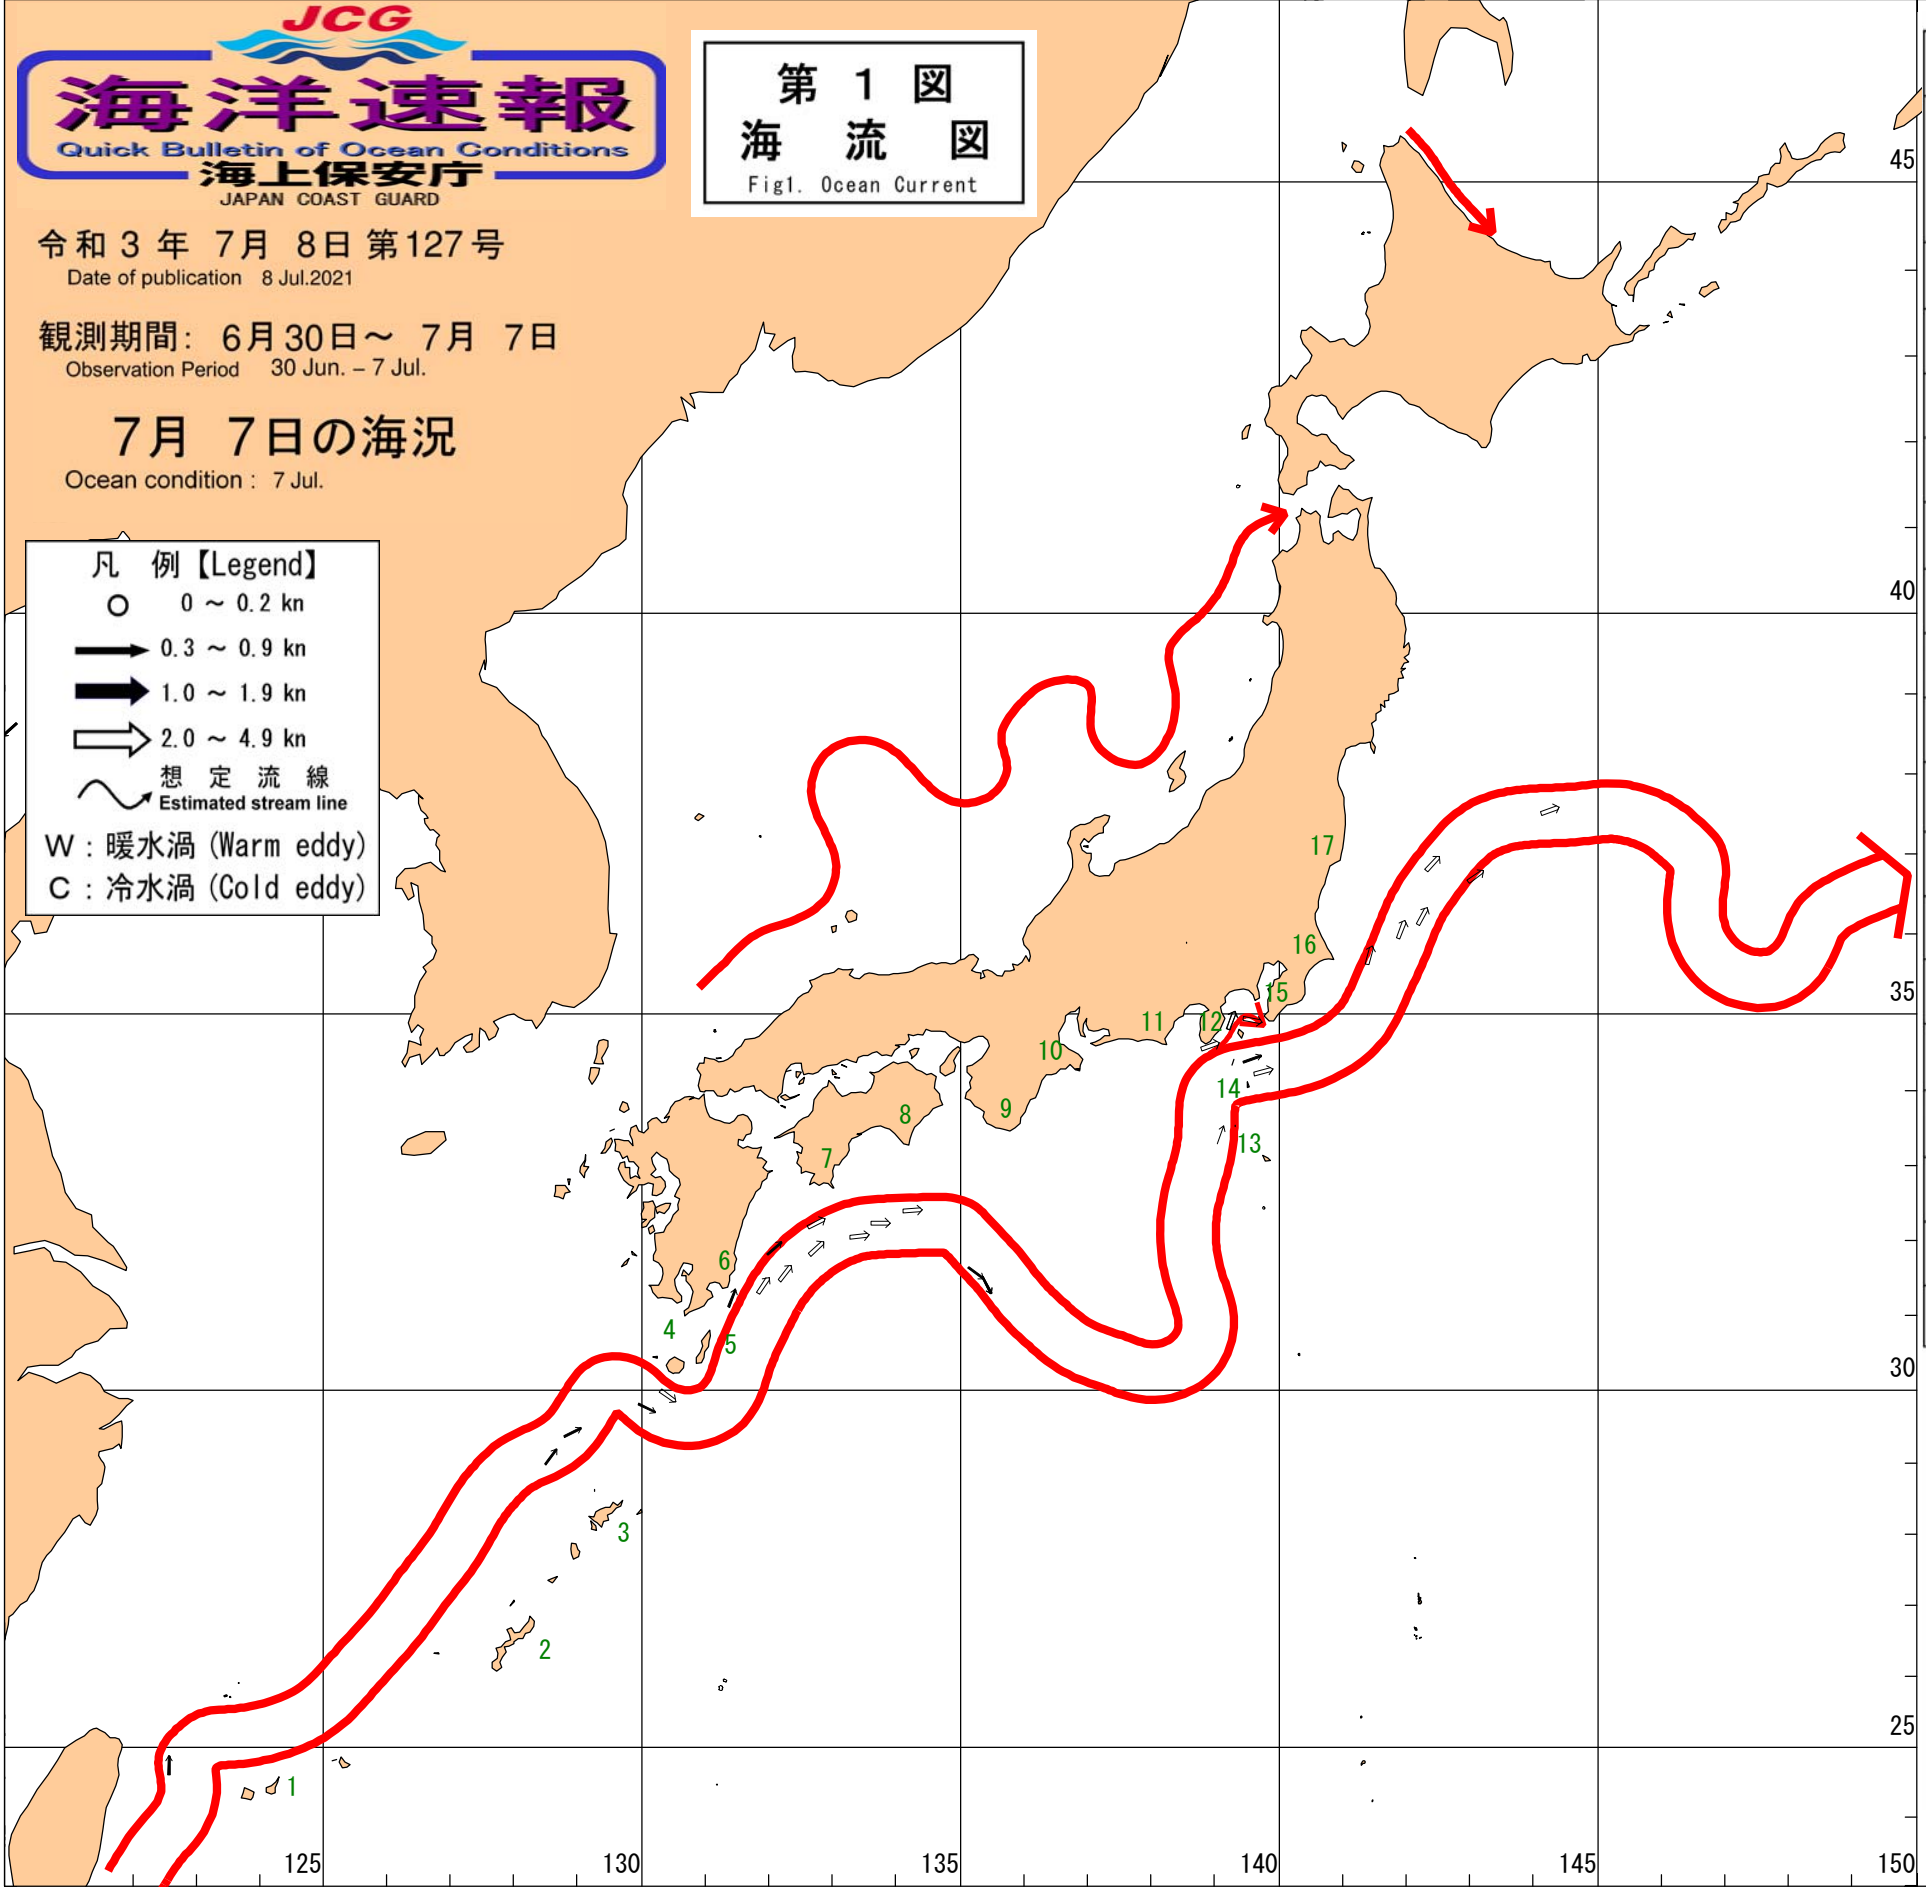 JCG
海洋速報
Quick Bulletin of Ocean Conditions
海上保安庁
JAPAN COAST GUARD
令和 3 年 7月 8日 第127号
Date of publication 8 Jul.2021
観測期間: 6月30日～ 7月 7日
Observation Period 30 Jun. – 7 Jul.
7月 7日の海況
Ocean condition : 7 Jul.
第 1 図
海 流 図
Fig1. Ocean Current
凡 例【Legend】
0 ～ 0.2 kn
0.3 ～ 0.9 kn
1.0 ～ 1.9 kn
2.0 ～ 4.9 kn
想 定 流 線
Estimated stream line
W : 暖水渦 (Warm eddy)
C : 冷水渦 (Cold eddy)
45
40
17
16
35
15
12
11
10
14
9
8
13
7
6
4
5
30
3
2
25
1
125
130
135
140
145
150